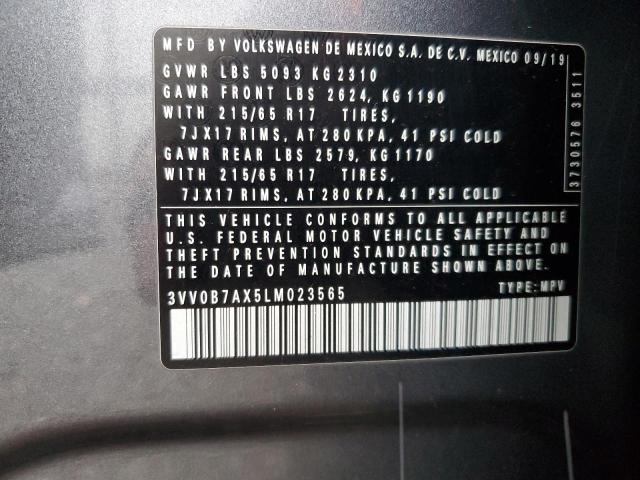 MFD BY VOLKSWAGEN DE MEXICO S.A. DE C.V. MEXICO 09/19
GVWR LBS 5093 KG 2310
GAWR FRONT LBS 2624, KG 1190
WITH 215/65 R17 TIRES,
7JX17 RIMS, AT 280 KPA, 41 PSI COLD
GAWR REAR LBS 2579, KG 1170
WITH 215/65 R17 TIRES,
7JX17 RIMS, AT 280 KPA, 41 PSI COLD
3730576 3511
THIS VEHICLE CONFORMS TO ALL APPLICABLE
U.S. FEDERAL MOTOR VEHICLE SAFETY AND
THEFT PREVENTION STANDARDS IN EFFECT ON
THE DATE OF MANUFACTURE SHOWN ABOVE.
3VV0B7AX5LM023565 TYPE: MPV